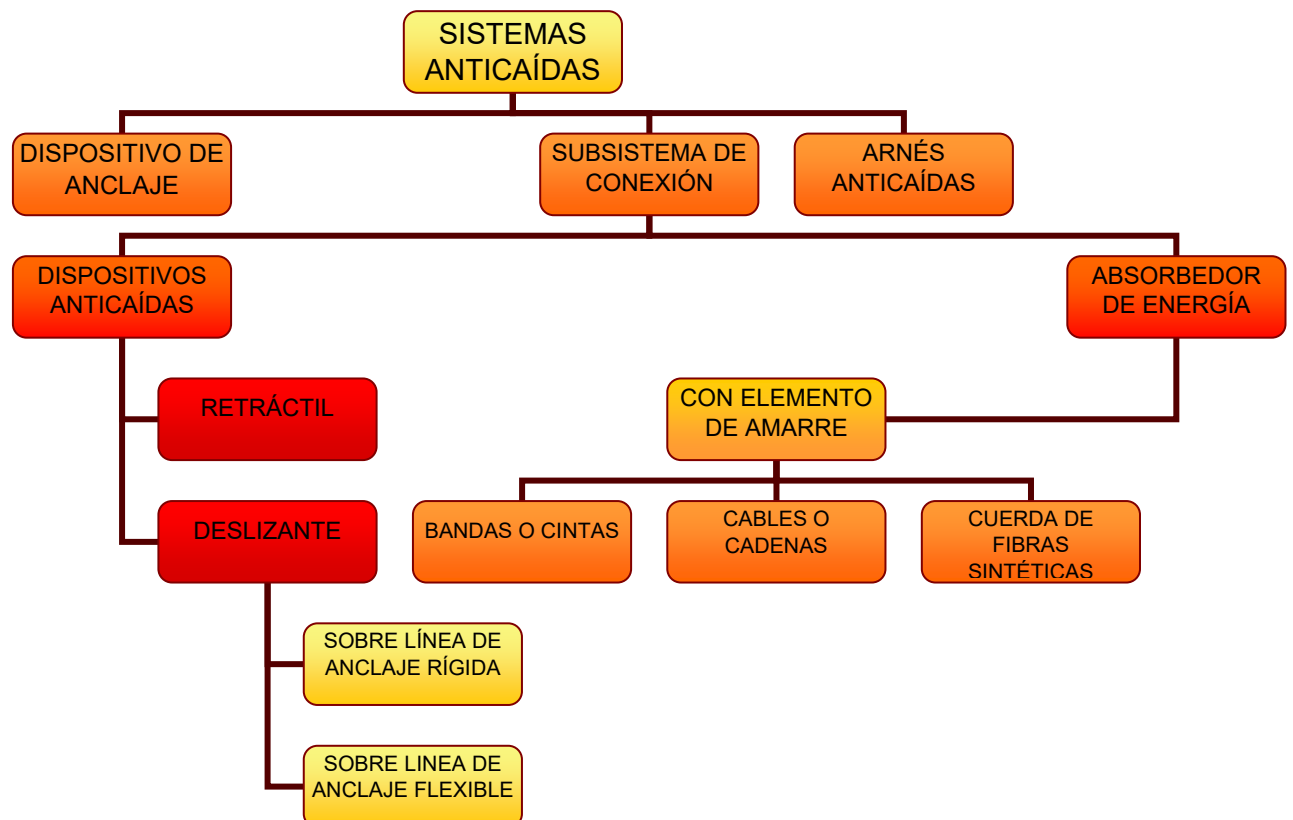 SISTEMAS
ANTICAÍDAS
DISPOSITIVO DE
ANCLAJE
SUBSISTEMA DE
CONEXIÓN
ARNÉS
ANTICAÍDAS
DISPOSITIVOS
ANTICAÍDAS
ABSORBEDOR
DE ENERGÍA
RETRÁCTIL
CON ELEMENTO
DE AMARRE
DESLIZANTE
BANDAS O CINTAS
CABLES O
CADENAS
CUERDA DE
FIBRAS
SINTÉTICAS
SOBRE LÍNEA DE
ANCLAJE RÍGIDA
SOBRE LINEA DE
ANCLAJE FLEXIBLE